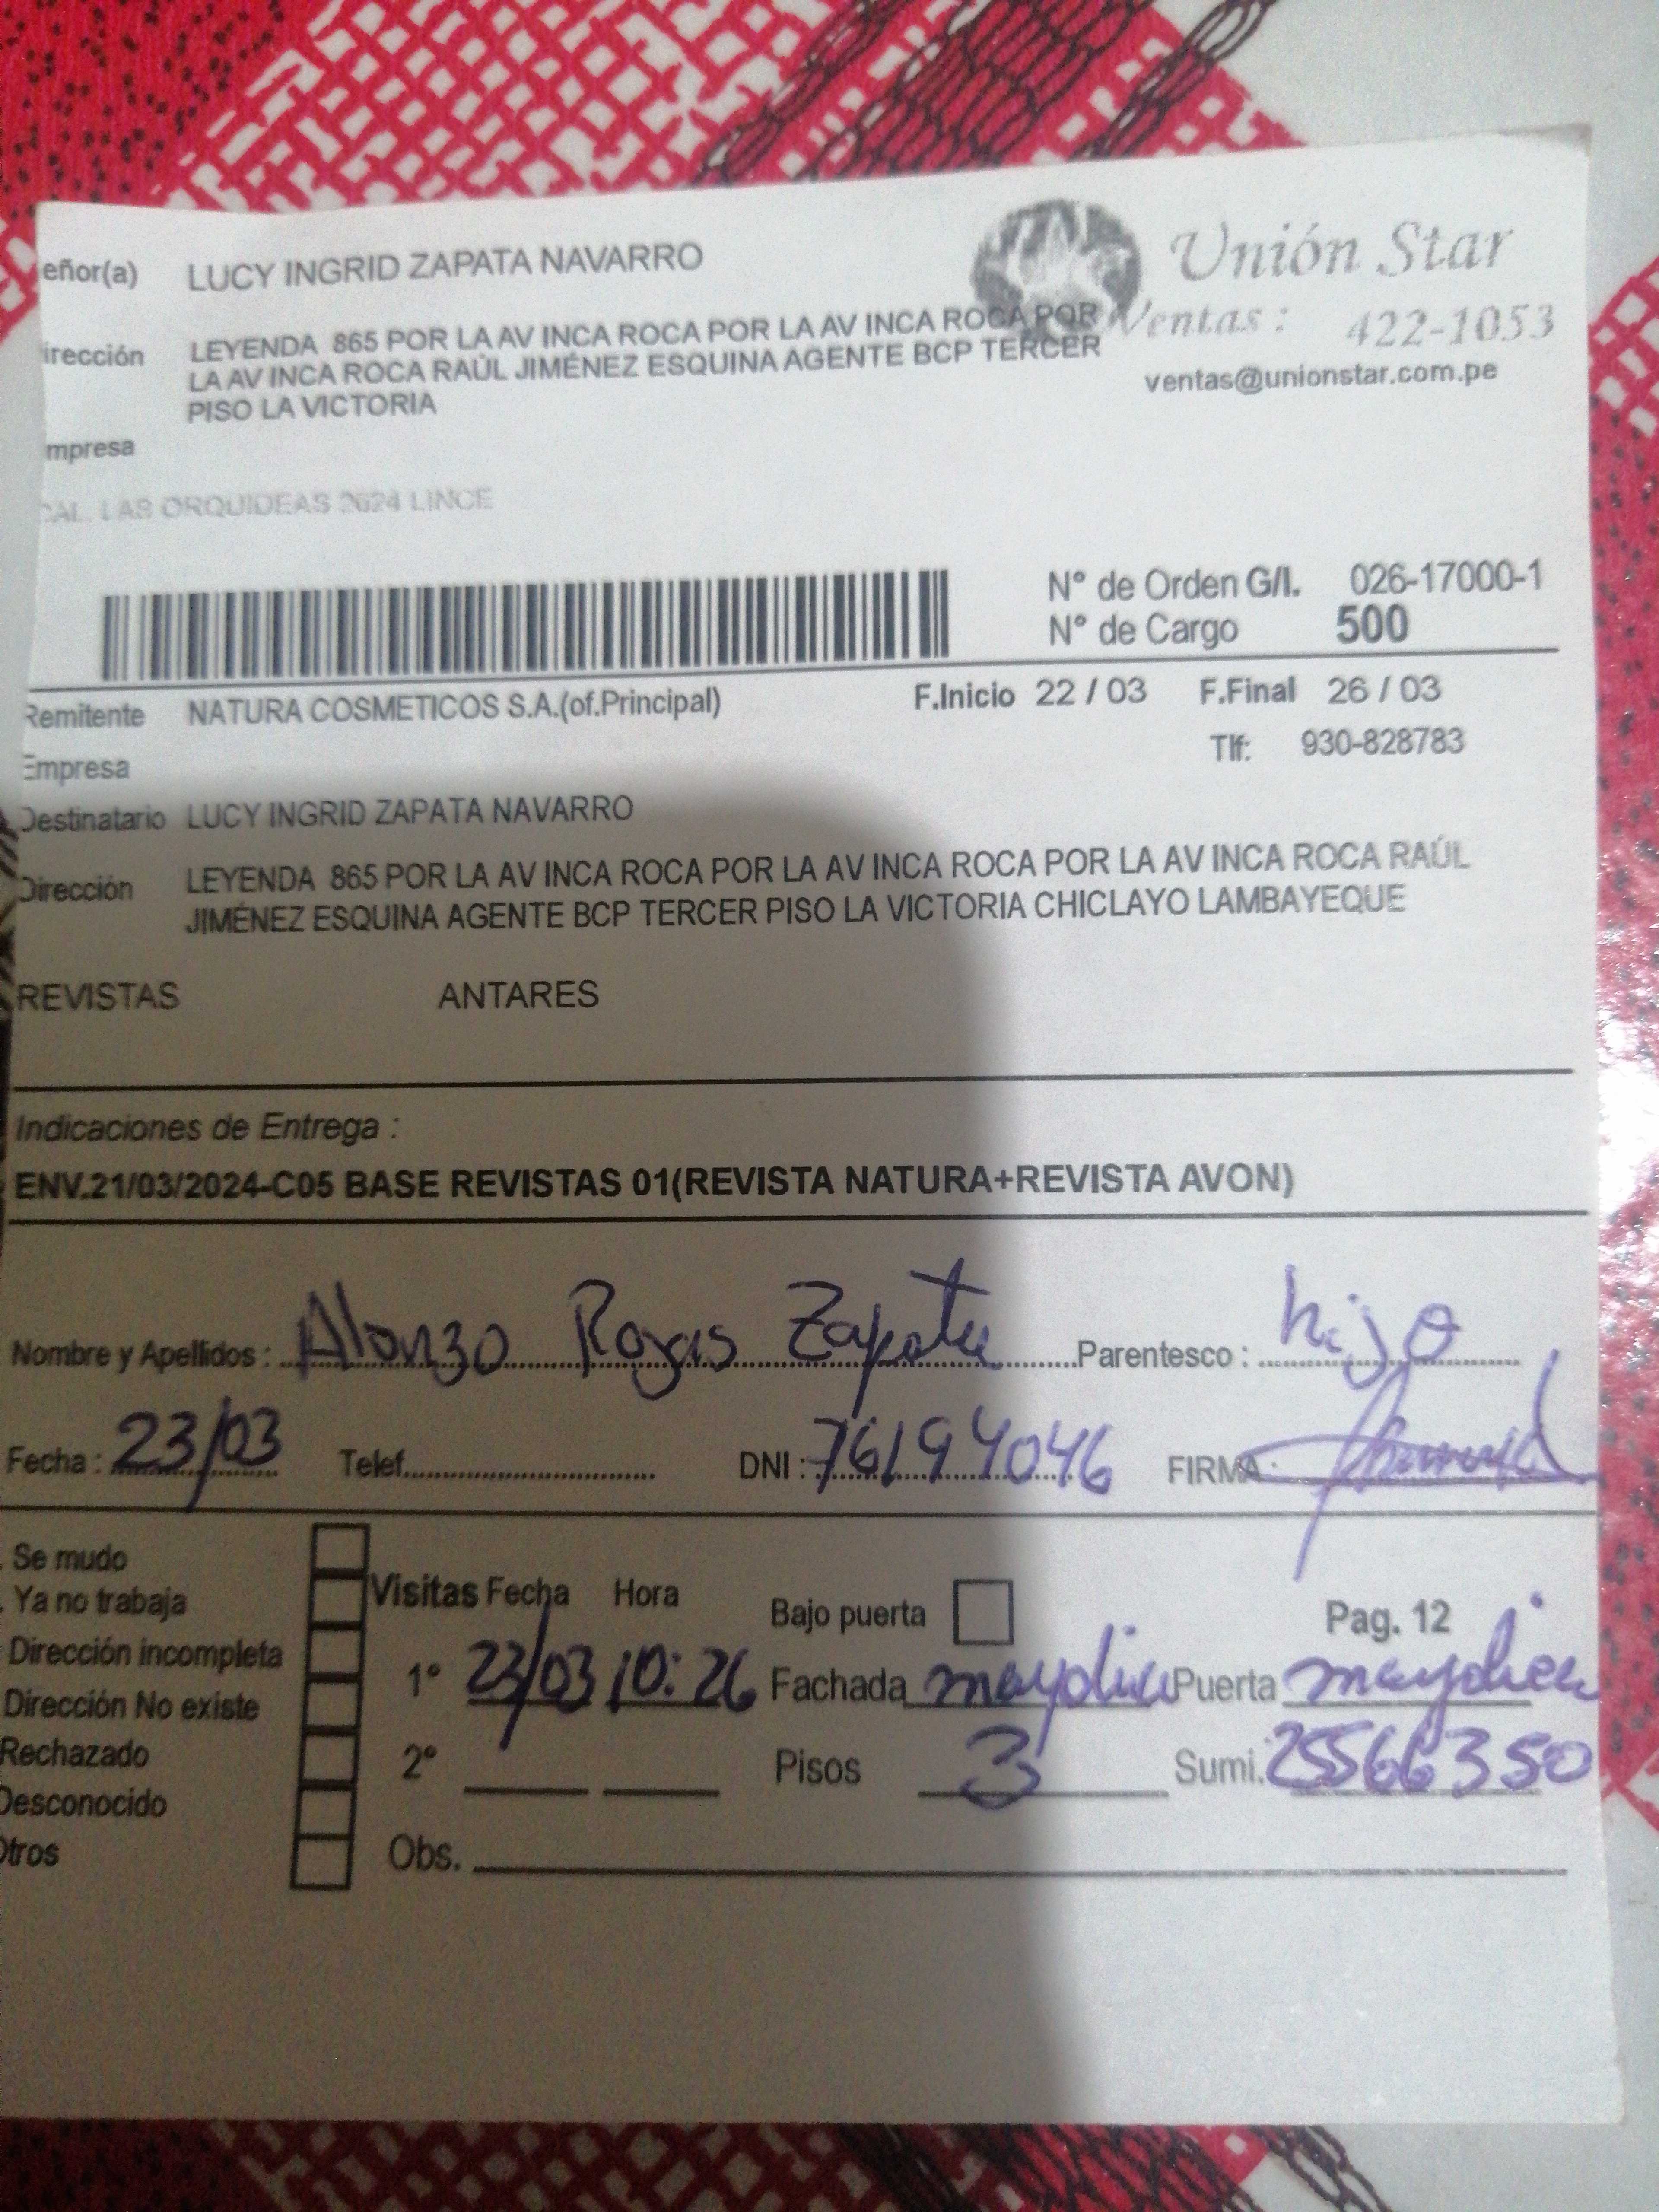 eñor(a) LUCY INGRID ZAPATA NAVARRO
Unión Star
irección LEYENDA 865 POR LA AV INCA ROCA POR LA AV INCA ROCA POR
LA AV INCA ROCA RAÚL JIMÉNEZ ESQUINA AGENTE BCP TERCER
PISO LA VICTORIA
Ventas : 422-1053
ventas@unionstar.com.pe
mpresa
CAL. LAS ORQUIDEAS 2624 LINCE
N° de Orden G/I. 026-17000-1
N° de Cargo 500
Remitente NATURA COSMETICOS S.A.(of.Principal) F.Inicio 22 / 03 F.Final 26 / 03
Empresa Tlf: 930-828783
Destinatario LUCY INGRID ZAPATA NAVARRO
Dirección LEYENDA 865 POR LA AV INCA ROCA POR LA AV INCA ROCA POR LA AV INCA ROCA RAÚL
JIMÉNEZ ESQUINA AGENTE BCP TERCER PISO LA VICTORIA CHICLAYO LAMBAYEQUE
REVISTAS ANTARES
Indicaciones de Entrega :
ENV.21/03/2024-C05 BASE REVISTAS 01(REVISTA NATURA+REVISTA AVON)
Nombre y Apellidos : Alonzo Rojas Zapata Parentesco : hijo
Fecha : 23/03 Telef. DNI : 76194046 FIRMA :
Se mudo
Ya no trabaja
Dirección incompleta
Dirección No existe
Rechazado
Desconocido
Otros
Visitas Fecha Hora Bajo puerta Pag. 12
1° 23/03 10:26 Fachada Puerta
2° Pisos 3 Sumi. 25566350
Obs.